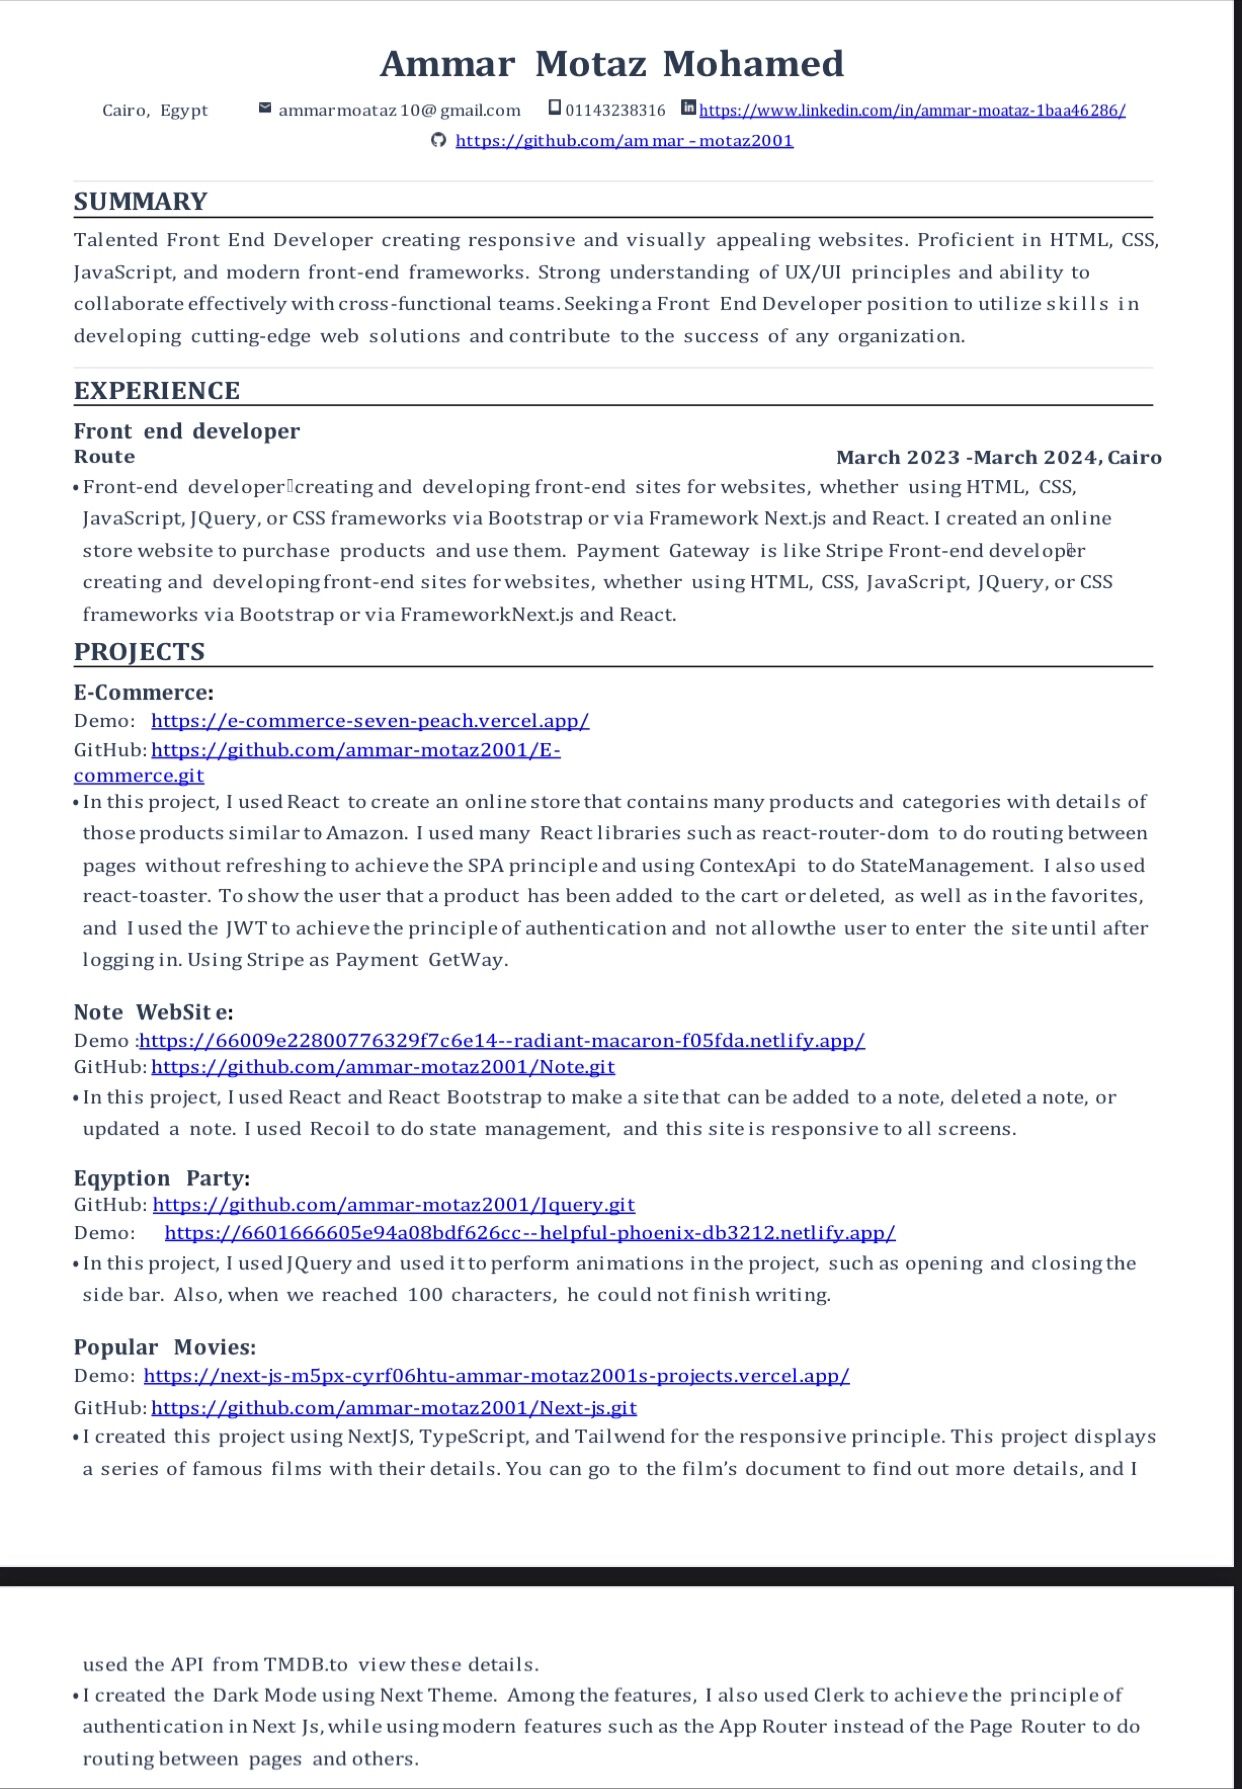 Ammar Motaz Mohamed
Cairo, Egypt ammarmoataz10@gmail.com 01143238316 https://www.linkedin.com/in/ammar-moataz-1baa46286/
https://github.com/ammar-motaz2001
SUMMARY
Talented Front End Developer creating responsive and visually appealing websites. Proficient in HTML, CSS,
JavaScript, and modern front-end frameworks. Strong understanding of UX/UI principles and ability to
collaborate effectively with cross-functional teams. Seeking a Front End Developer position to utilize skills in
developing cutting-edge web solutions and contribute to the success of any organization.
EXPERIENCE
Front end developer
Route March 2023 -March 2024, Cairo
• Front-end developer creating and developing front-end sites for websites, whether using HTML, CSS,
JavaScript, JQuery, or CSS frameworks via Bootstrap or via Framework Next.js and React. I created an online
store website to purchase products and use them. Payment Gateway is like Stripe Front-end developer
creating and developing front-end sites for websites, whether using HTML, CSS, JavaScript, JQuery, or CSS
frameworks via Bootstrap or via FrameworkNext.js and React.
PROJECTS
E-Commerce:
Demo: https://e-commerce-seven-peach.vercel.app/
GitHub: https://github.com/ammar-motaz2001/E-
commerce.git
• In this project, I used React to create an online store that contains many products and categories with details of
those products similar to Amazon. I used many React libraries such as react-router-dom to do routing between
pages without refreshing to achieve the SPA principle and using ContexApi to do StateManagement. I also used
react-toaster. To show the user that a product has been added to the cart or deleted, as well as in the favorites,
and I used the JWT to achieve the principle of authentication and not allowthe user to enter the site until after
logging in. Using Stripe as Payment GetWay.
Note WebSite:
Demo :https://66009e22800776329f7c6e14--radiant-macaron-f05fda.netlify.app/
GitHub: https://github.com/ammar-motaz2001/Note.git
• In this project, I used React and React Bootstrap to make a site that can be added to a note, deleted a note, or
updated a note. I used Recoil to do state management, and this site is responsive to all screens.
Eqyption Party:
GitHub: https://github.com/ammar-motaz2001/Jquery.git
Demo: https://6601666605e94a08bdf626cc--helpful-phoenix-db3212.netlify.app/
• In this project, I used JQuery and used it to perform animations in the project, such as opening and closing the
side bar. Also, when we reached 100 characters, he could not finish writing.
Popular Movies:
Demo: https://next-js-m5px-cyrf06htu-ammar-motaz2001s-projects.vercel.app/
GitHub: https://github.com/ammar-motaz2001/Next-js.git
• I created this project using NextJS, TypeScript, and Tailwend for the responsive principle. This project displays
a series of famous films with their details. You can go to the film's document to find out more details, and I
used the API from TMDB.to view these details.
• I created the Dark Mode using Next Theme. Among the features, I also used Clerk to achieve the principle of
authentication in Next Js, while using modern features such as the App Router instead of the Page Router to do
routing between pages and others.